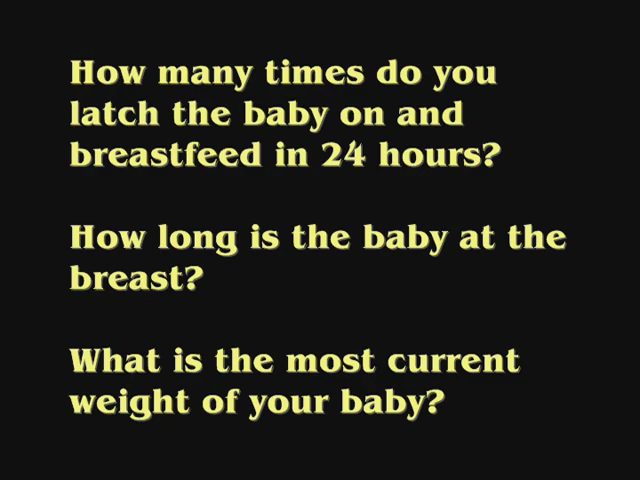 How many times do you
latch the baby on and
breastfeed in 24 hours?
How long is the baby at the
breast?
What is the most current
weight of your baby?